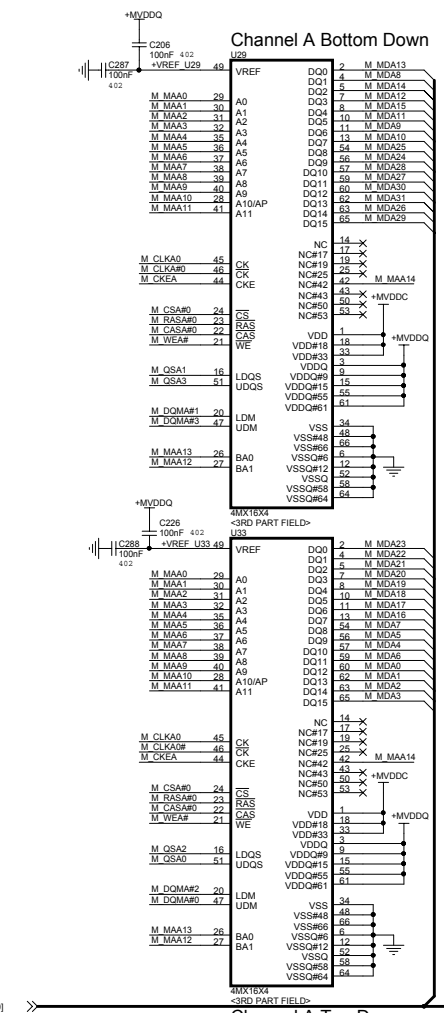 +MVDDQ
Channel A Bottom Down
C206
100nF 402
U29
C287
100nF
402
+VREF_U29 49 VREF DQ0 2 M_MDA13
DQ1 4 M_MDA8
DQ2 5 M_MDA14
M_MAA0 29 A0 DQ3 7 M_MDA12
M_MAA1 30 A1 DQ4 8 M_MDA15
M_MAA2 31 A2 DQ5 10 M_MDA11
M_MAA3 32 A3 DQ6 11 M_MDA9
M_MAA4 35 A4 DQ7 13 M_MDA10
M_MAA5 36 A5 DQ8 54 M_MDA25
M_MAA6 37 A6 DQ9 56 M_MDA24
M_MAA7 38 A7 DQ10 57 M_MDA28
M_MAA8 39 A8 DQ11 59 M_MDA27
M_MAA9 40 A9 DQ12 60 M_MDA30
M_MAA10 28 A10/AP DQ13 62 M_MDA31
M_MAA11 41 A11 DQ14 63 M_MDA26
DQ15 65 M_MDA29
NC 14
NC#17 17
M_CLKA0 45 CK NC#19 19
M_CLKA#0 46 CK NC#25 25
M_CKEA 44 CKE NC#42 42 M_MAA14
NC#43 43
NC#50 50 +MVDDC
M_CSA#0 24 CS NC#53 53
M_RASA#0 23 RAS
M_CASA#0 22 CAS VDD 1 +MVDDQ
M_WEA# 21 WE VDD#18 18
VDD#33 33
VDDQ 3
M_QSA1 16 LDQS VDDQ#9 9
M_QSA3 51 UDQS VDDQ#15 15
VDDQ#55 55
VDDQ#61 61
M_DQMA#1 20 LDM
M_DQMA#3 47 UDM VSS 34
VSS#48 48
VSS#66 66
M_MAA13 26 BA0 VSSQ#6 6
M_MAA12 27 BA1 VSSQ#12 12
VSSQ 52
VSSQ#58 58
VSSQ#64 64
+MVDDQ
4MX16X4
<3RD PART FIELD>
C226
100nF 402
U33
C288
100nF
402
+VREF_U33 49 VREF DQ0 2 M_MDA23
DQ1 4 M_MDA22
DQ2 5 M_MDA21
M_MAA0 29 A0 DQ3 7 M_MDA20
M_MAA1 30 A1 DQ4 8 M_MDA19
M_MAA2 31 A2 DQ5 10 M_MDA18
M_MAA3 32 A3 DQ6 11 M_MDA17
M_MAA4 35 A4 DQ7 13 M_MDA16
M_MAA5 36 A5 DQ8 54 M_MDA7
M_MAA6 37 A6 DQ9 56 M_MDA5
M_MAA7 38 A7 DQ10 57 M_MDA4
M_MAA8 39 A8 DQ11 59 M_MDA6
M_MAA9 40 A9 DQ12 60 M_MDA0
M_MAA10 28 A10/AP DQ13 62 M_MDA1
M_MAA11 41 A11 DQ14 63 M_MDA2
DQ15 65 M_MDA3
NC 14
NC#17 17
M_CLKA0 45 CK NC#19 19
M_CLKA0# 46 CK NC#25 25
M_CKEA 44 CKE NC#42 42 M_MAA14
NC#43 43
NC#50 50 +MVDDC
M_CSA#0 24 CS NC#53 53
M_RASA#0 23 RAS
M_CASA#0 22 CAS VDD 1 +MVDDQ
M_WEA# 21 WE VDD#18 18
VDD#33 33
VDDQ 3
M_QSA2 16 LDQS VDDQ#9 9
M_QSA0 51 UDQS VDDQ#15 15
VDDQ#55 55
VDDQ#61 61
M_DQMA#2 20 LDM
M_DQMA#0 47 UDM VSS 34
VSS#48 48
VSS#66 66
M_MAA13 26 BA0 VSSQ#6 6
M_MAA12 27 BA1 VSSQ#12 12
VSSQ 52
VSSQ#58 58
VSSQ#64 64
4MX16X4
<3RD PART FIELD>